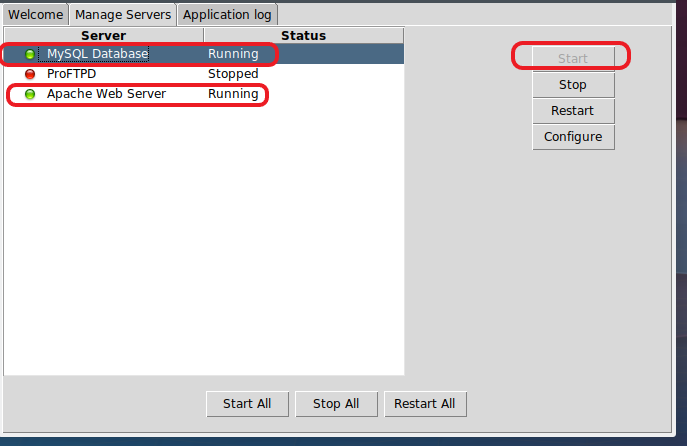 Welcome Manage Servers Application log
Server Status
MySQL Database Running
Start
ProFTPD Stopped
Stop
Apache Web Server Running
Restart
Configure
Start All Stop All Restart All